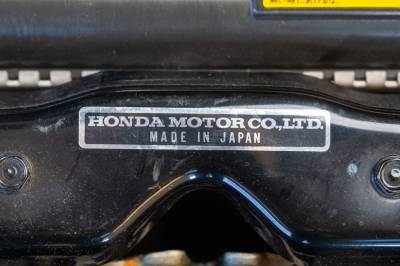 HONDA MOTOR CO.,LTD.
MADE IN JAPAN